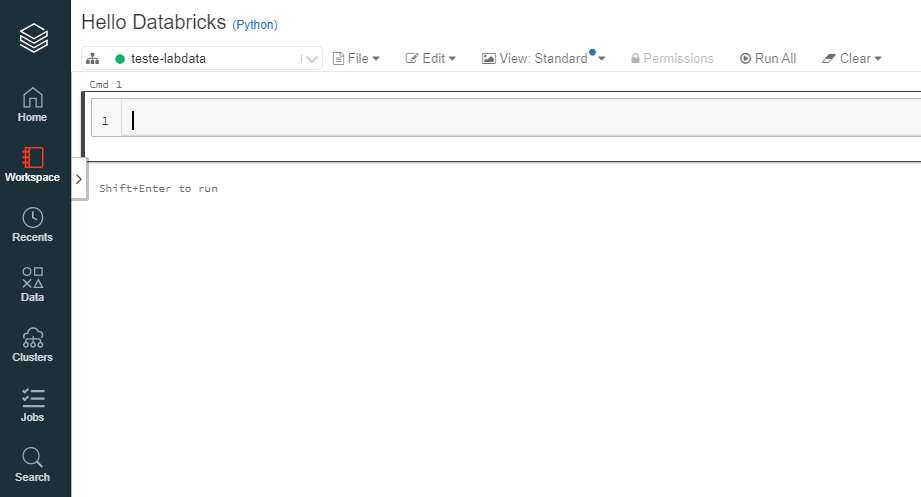 Hello Databricks (Python)
teste-labdata File Edit View: Standard Permissions Run All Clear
Cmd 1
1
Shift+Enter to run
Home
Workspace
Recents
Data
Clusters
Jobs
Search